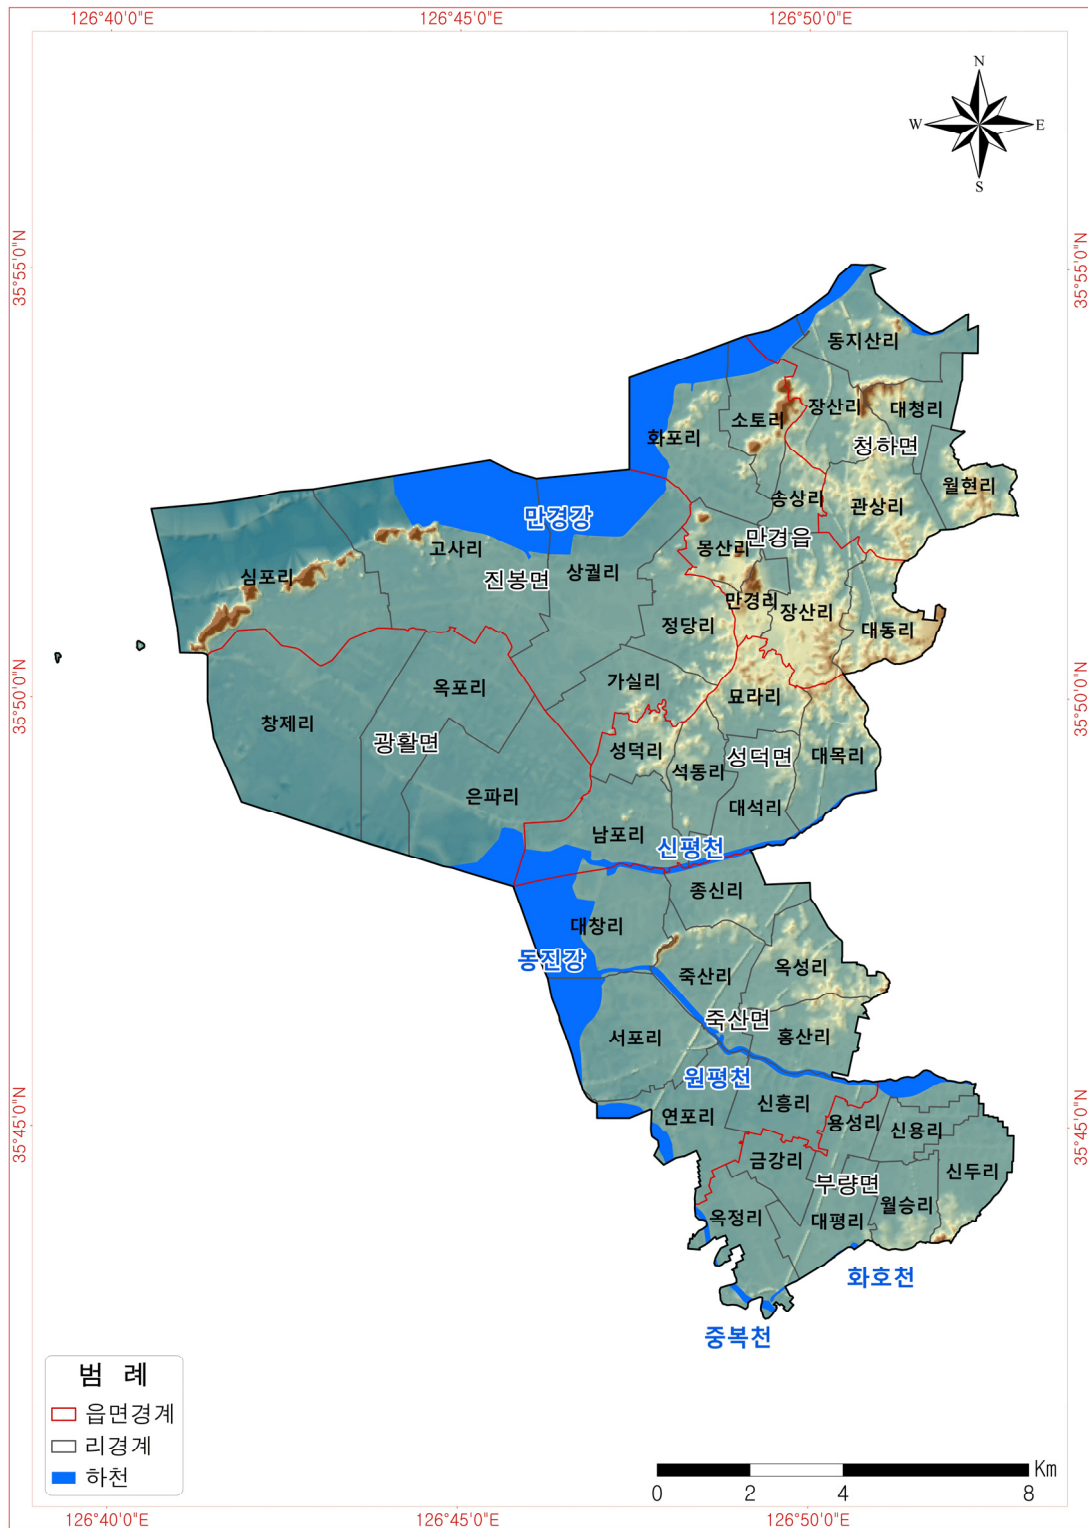 126°40'0"E
126°45'0"E
126°50'0"E
N
W
E
S
35°55'0"N
35°55'0"N
동지산리
장산리
대청리
소토리
화포리
청하면
월현리
송상리
관상리
만경강
만경읍
몽산리
고사리
상궐리
진봉면
심포리
만경리
장산리
정당리
대동리
가실리
옥포리
묘라리
35°50'0"N
35°50'0"N
창제리
광활면
성덕리
성덕면
대목리
석동리
은파리
대석리
남포리
신평천
종신리
대창리
동진강
옥성리
죽산리
죽산면
서포리
홍산리
원평천
신흥리
연포리
용성리
신용리
35°45'0"N
35°45'0"N
금강리
신두리
부량면
월승리
옥정리
대평리
화호천
중복천
범 례
읍면경계
리경계
하천
Km
0 2 4 8
126°40'0"E
126°45'0"E
126°50'0"E